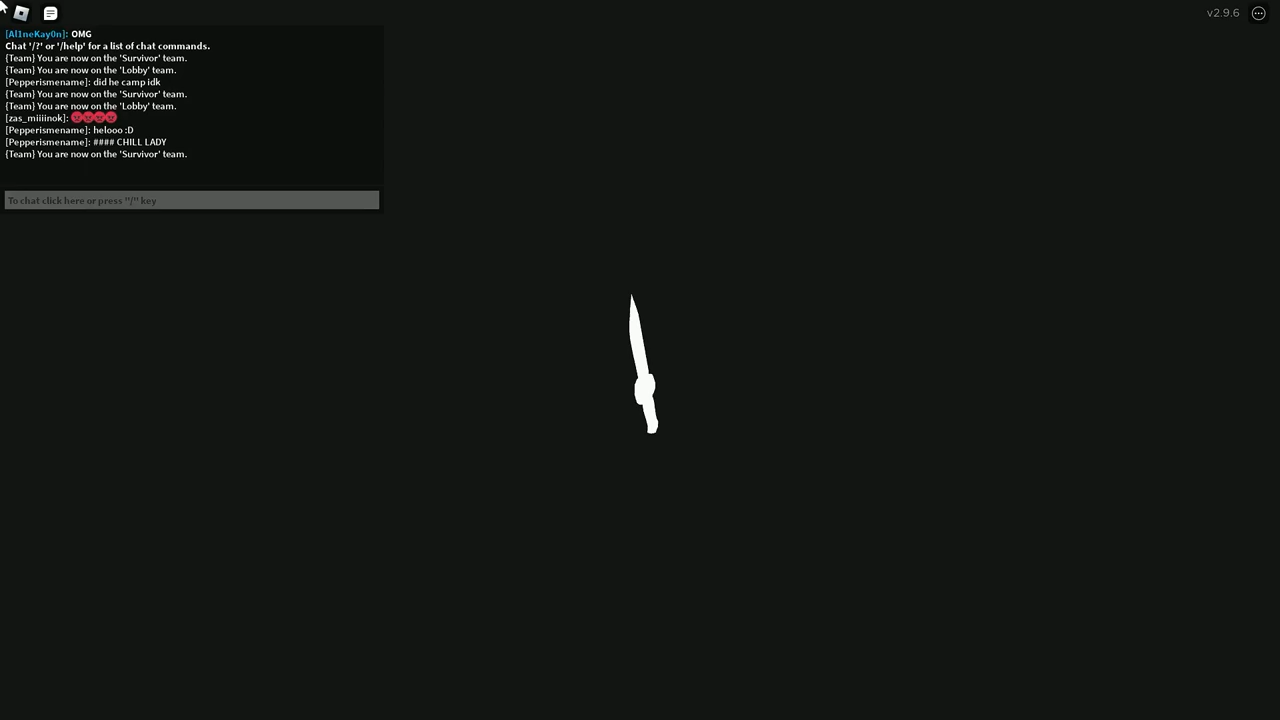 v2.9.6
[Al1neKay0n]: OMG
Chat '/?' or '/help' for a list of chat commands.
{Team} You are now on the 'Survivor' team.
{Team} You are now on the 'Lobby' team.
[Pepperismename]: did he camp idk
{Team} You are now on the 'Survivor' team.
{Team} You are now on the 'Lobby' team.
[zas_miiiinok]: 😡😡😡😡
[Pepperismename]: helooo :D
[Pepperismename]: #### CHILL LADY
{Team} You are now on the 'Survivor' team.
To chat click here or press "/" key